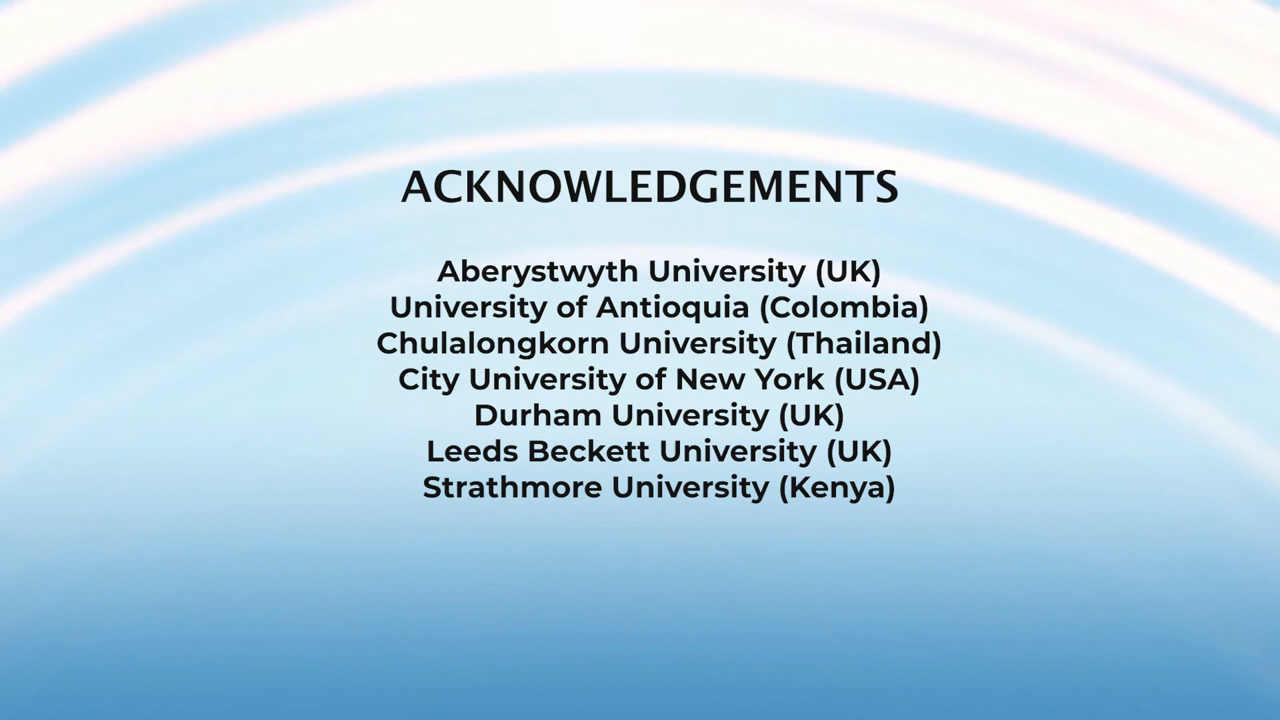 ACKNOWLEDGEMENTS
Aberystwyth University (UK)
University of Antioquia (Colombia)
Chulalongkorn University (Thailand)
City University of New York (USA)
Durham University (UK)
Leeds Beckett University (UK)
Strathmore University (Kenya)